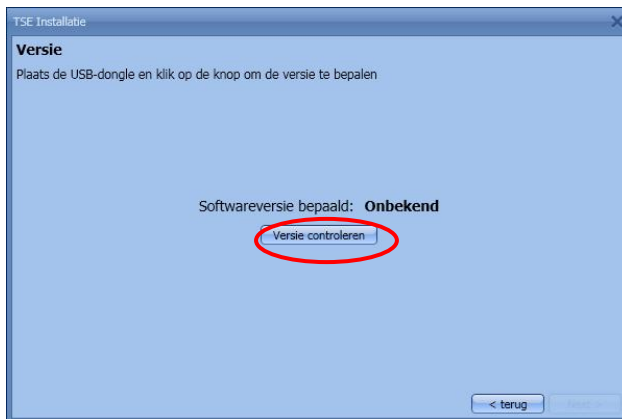 TSE Installatie
Versie
Plaats de USB-dongle en klik op de knop om de versie te bepalen
Softwareversie bepaald: Onbekend
Versie controleren
< terug
Next >